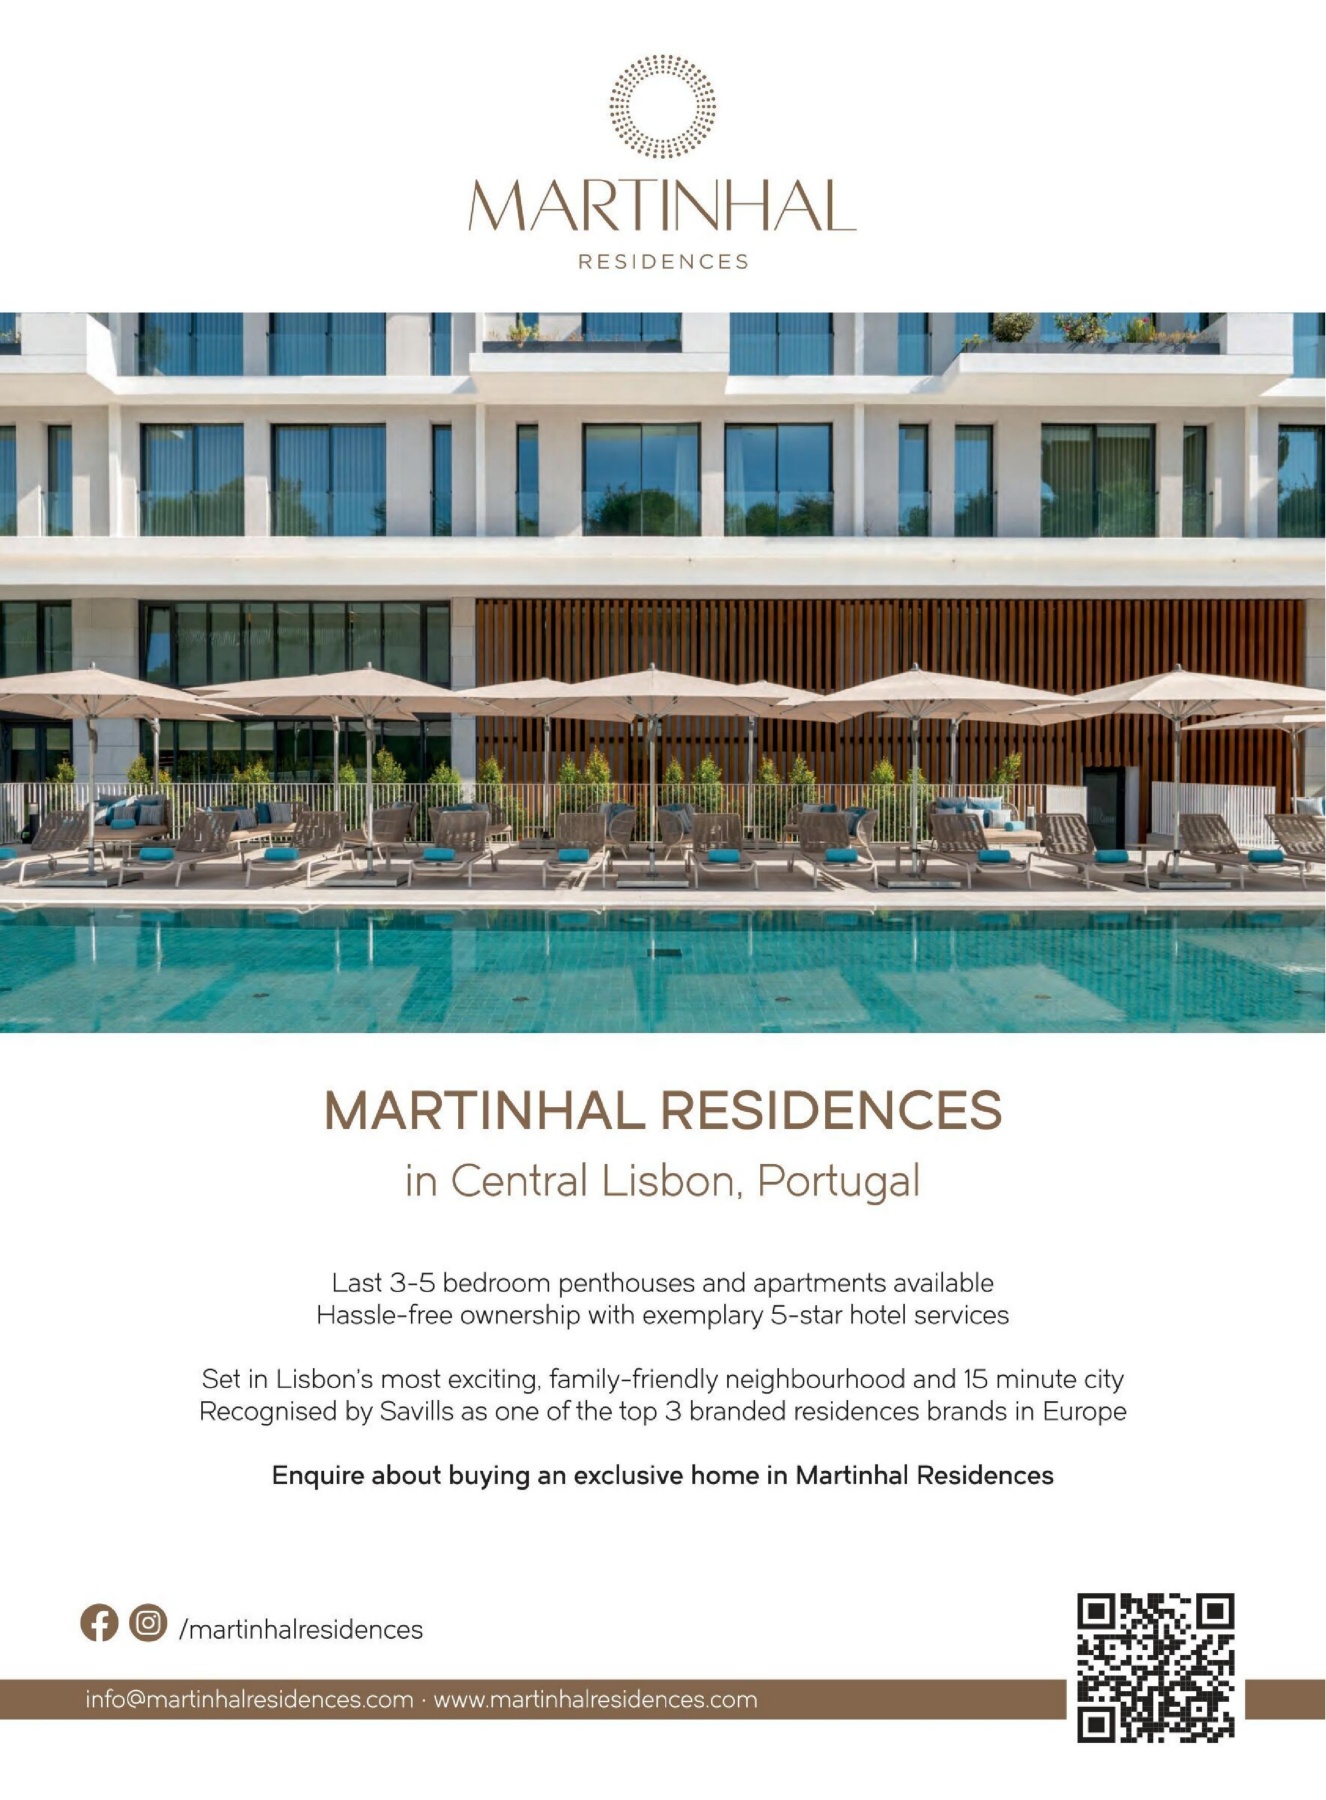 MARTINHAL
RESIDENCES
MARTINHAL RESIDENCES
in Central Lisbon, Portugal
Last 3-5 bedroom penthouses and apartments available
Hassle-free ownership with exemplary 5-star hotel services
Set in Lisbon's most exciting, family-friendly neighbourhood and 15 minute city
Recognised by Savills as one of the top 3 branded residences brands in Europe
Enquire about buying an exclusive home in Martinhal Residences
/martinhalresidences
info@martinhalresidences.com · www.martinhalresidences.com